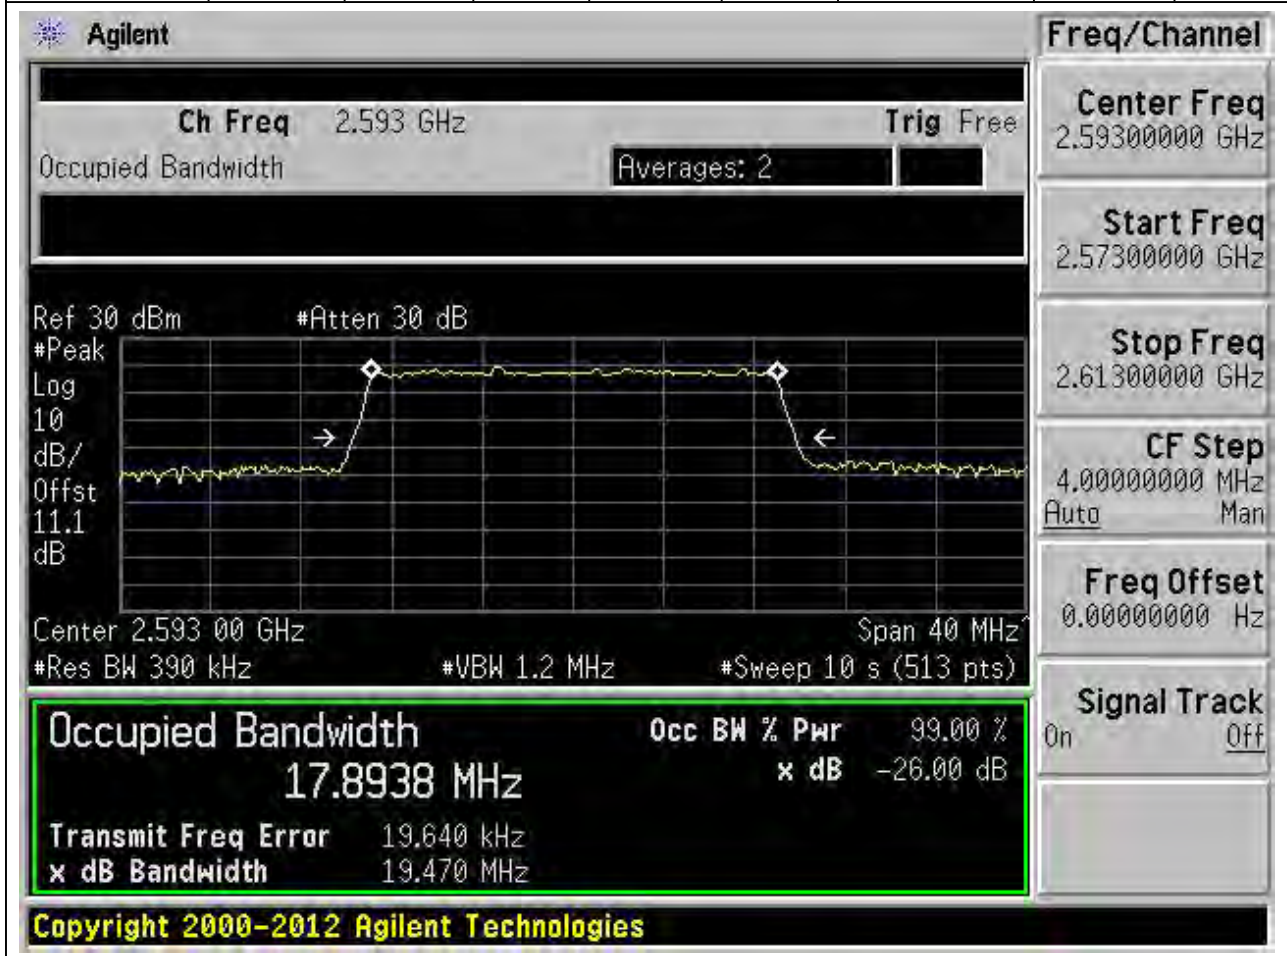 Agilent
Freq/Channel
Ch Freq 2.593 GHz Trig Free
Occupied Bandwidth Averages: 2
Center Freq
2.59300000 GHz
Start Freq
2.57300000 GHz
Stop Freq
2.61300000 GHz
CF Step
4.00000000 MHz
Auto Man
Freq Offset
0.00000000 Hz
Signal Track
On Off
Ref 30 dBm #Atten 30 dB
#Peak
Log
10
dB/
Offst
11.1
dB
Center 2.593 00 GHz Span 40 MHz^
#Res BW 390 kHz #VBW 1.2 MHz #Sweep 10 s (513 pts)
Occupied Bandwidth
17.8938 MHz
Occ BW % Pwr 99.00 %
x dB -26.00 dB
Transmit Freq Error 19.640 kHz
x dB Bandwidth 19.470 MHz
Copyright 2000-2012 Agilent Technologies